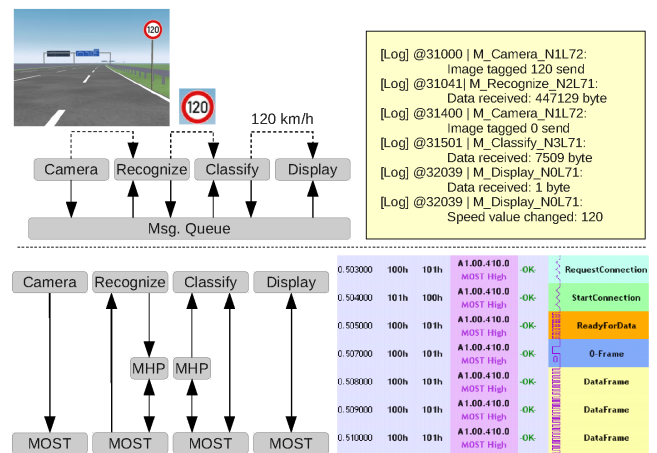 120
120
120 km/h
Camera
Recognize
Classify
Display
Msg. Queue
[Log] @31000 | M_Camera_N1L72:
Image tagged 120 send
[Log] @31041| M_Recognize_N2L71:
Data received: 447129 byte
[Log] @31400 | M_Camera_N1L72:
Image tagged 0 send
[Log] @31501 | M_Classify_N3L71:
Data received: 7509 byte
[Log] @32039 | M_Display_N0L71:
Data received: 1 byte
[Log] @32039 | M_Display_N0L71:
Speed value changed: 120
Camera
Recognize
Classify
Display
MHP
MHP
MOST
MOST
MOST
MOST
0.503000 100h 101h A1.00.410.0 -OK- RequestConnection
MOST High
0.504000 101h 100h A1.00.410.0 -OK- StartConnection
MOST High
0.505000 100h 101h A1.00.410.0 -OK- ReadyForData
MOST High
0.507000 100h 101h A1.00.410.0 -OK- 0-Frame
MOST High
0.508000 100h 101h A1.00.410.0 -OK- DataFrame
MOST High
0.509000 100h 101h A1.00.410.0 -OK- DataFrame
MOST High
0.510000 100h 101h A1.00.410.0 -OK- DataFrame
MOST High